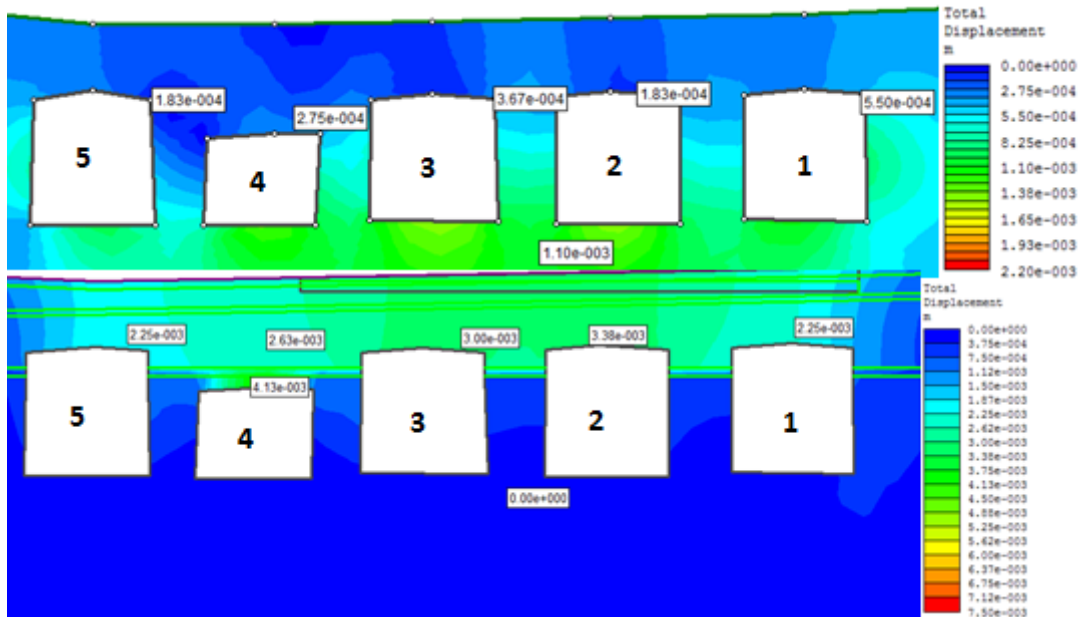 Total
Displacement
m
0.00e+000
2.75e-004
5.50e-004
8.25e-004
1.10e-003
1.38e-003
1.65e-003
1.93e-003
2.20e-003
1.83e-004
2.75e-004
3.67e-004
1.83e-004
5.50e-004
5
4
3
2
1
1.10e-003
Total
Displacement
m
0.00e+000
3.75e-004
7.50e-004
1.12e-003
1.50e-003
1.87e-003
2.25e-003
2.62e-003
3.00e-003
3.38e-003
3.75e-003
4.13e-003
4.50e-003
4.88e-003
5.25e-003
5.62e-003
6.00e-003
6.37e-003
6.75e-003
7.12e-003
7.50e-003
2.25e-003
2.63e-003
3.00e-003
3.38e-003
2.25e-003
4.13e-003
5
4
3
2
1
0.00e+000